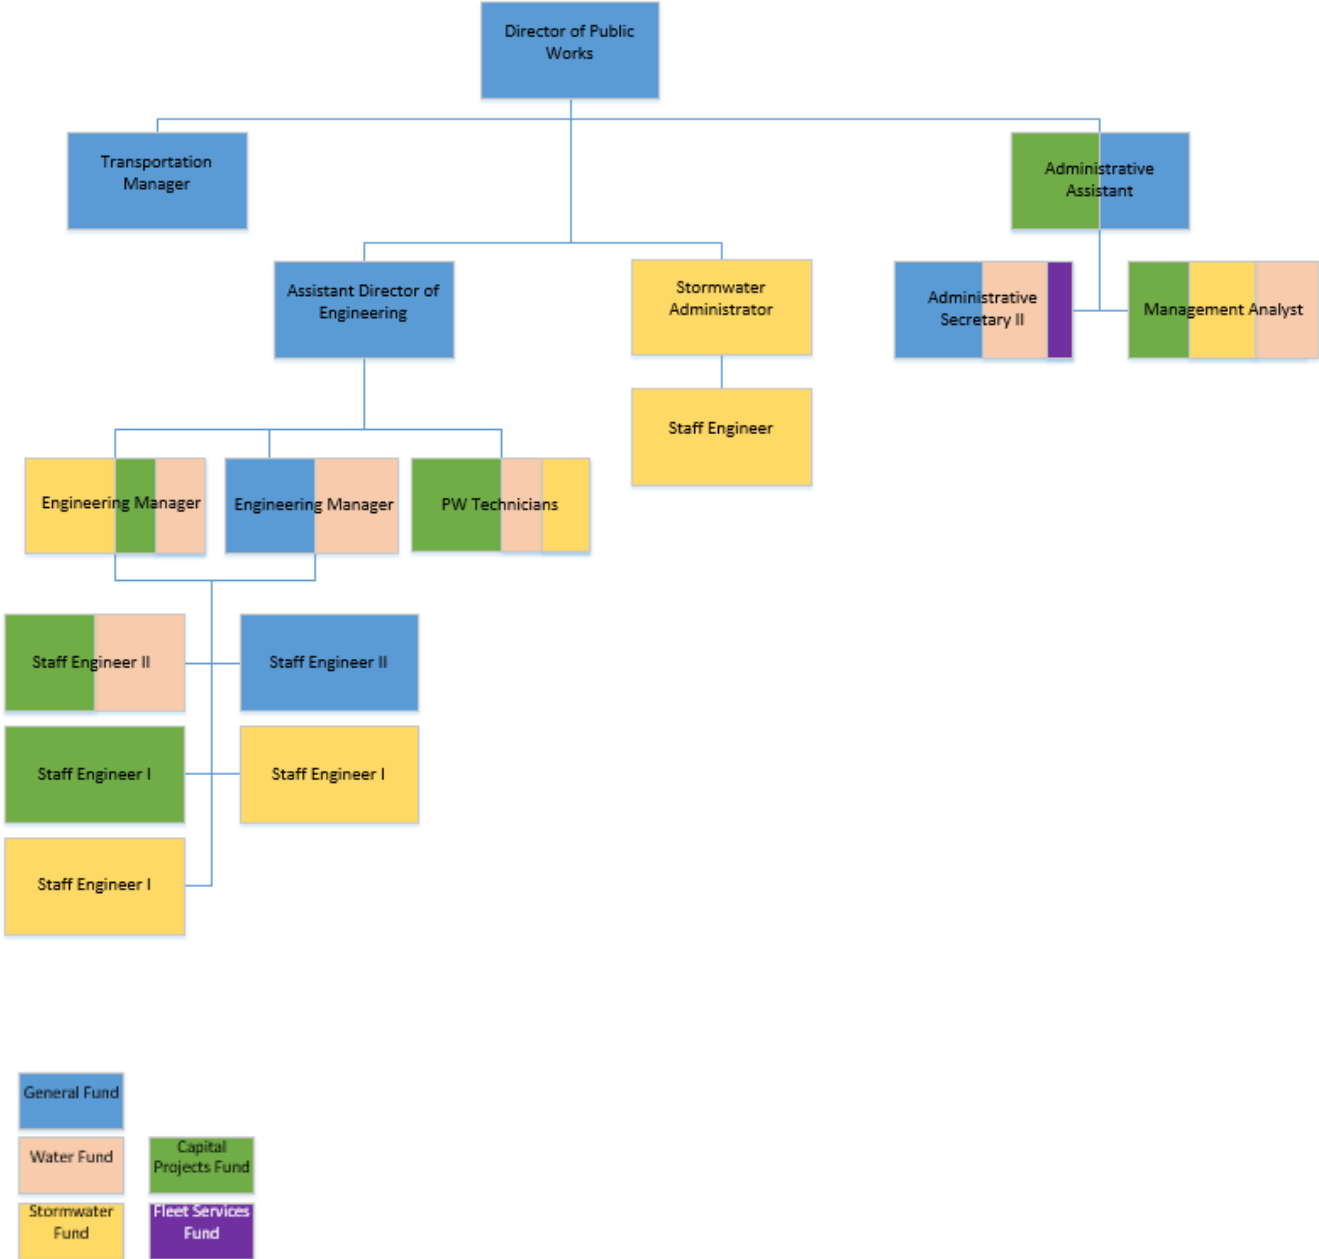 Director of Public
Works
Transportation
Manager
Administrative
Assistant
Assistant Director of
Engineering
Stormwater
Administrator
Administrative
Secretary II
Management Analyst
Staff Engineer
Engineering Manager
Engineering Manager
PW Technicians
Staff Engineer II
Staff Engineer II
Staff Engineer I
Staff Engineer I
Staff Engineer I
General Fund
Water Fund
Capital
Projects Fund
Stormwater
Fund
Fleet Services
Fund